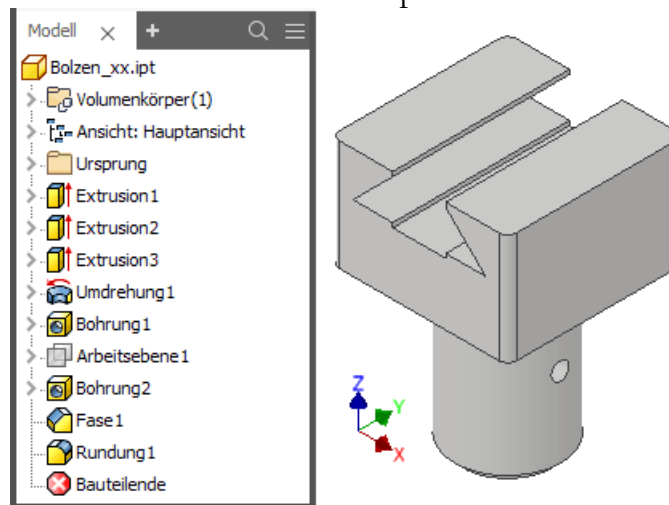 Modell
Bolzen_xx.ipt
Volumenkörper(1)
Ansicht: Hauptansicht
Ursprung
Extrusion1
Extrusion2
Extrusion3
Umdrehung1
Bohrung1
Arbeitsebene1
Bohrung2
Fase1
Rundung1
Bauteilende
Z
Y
X